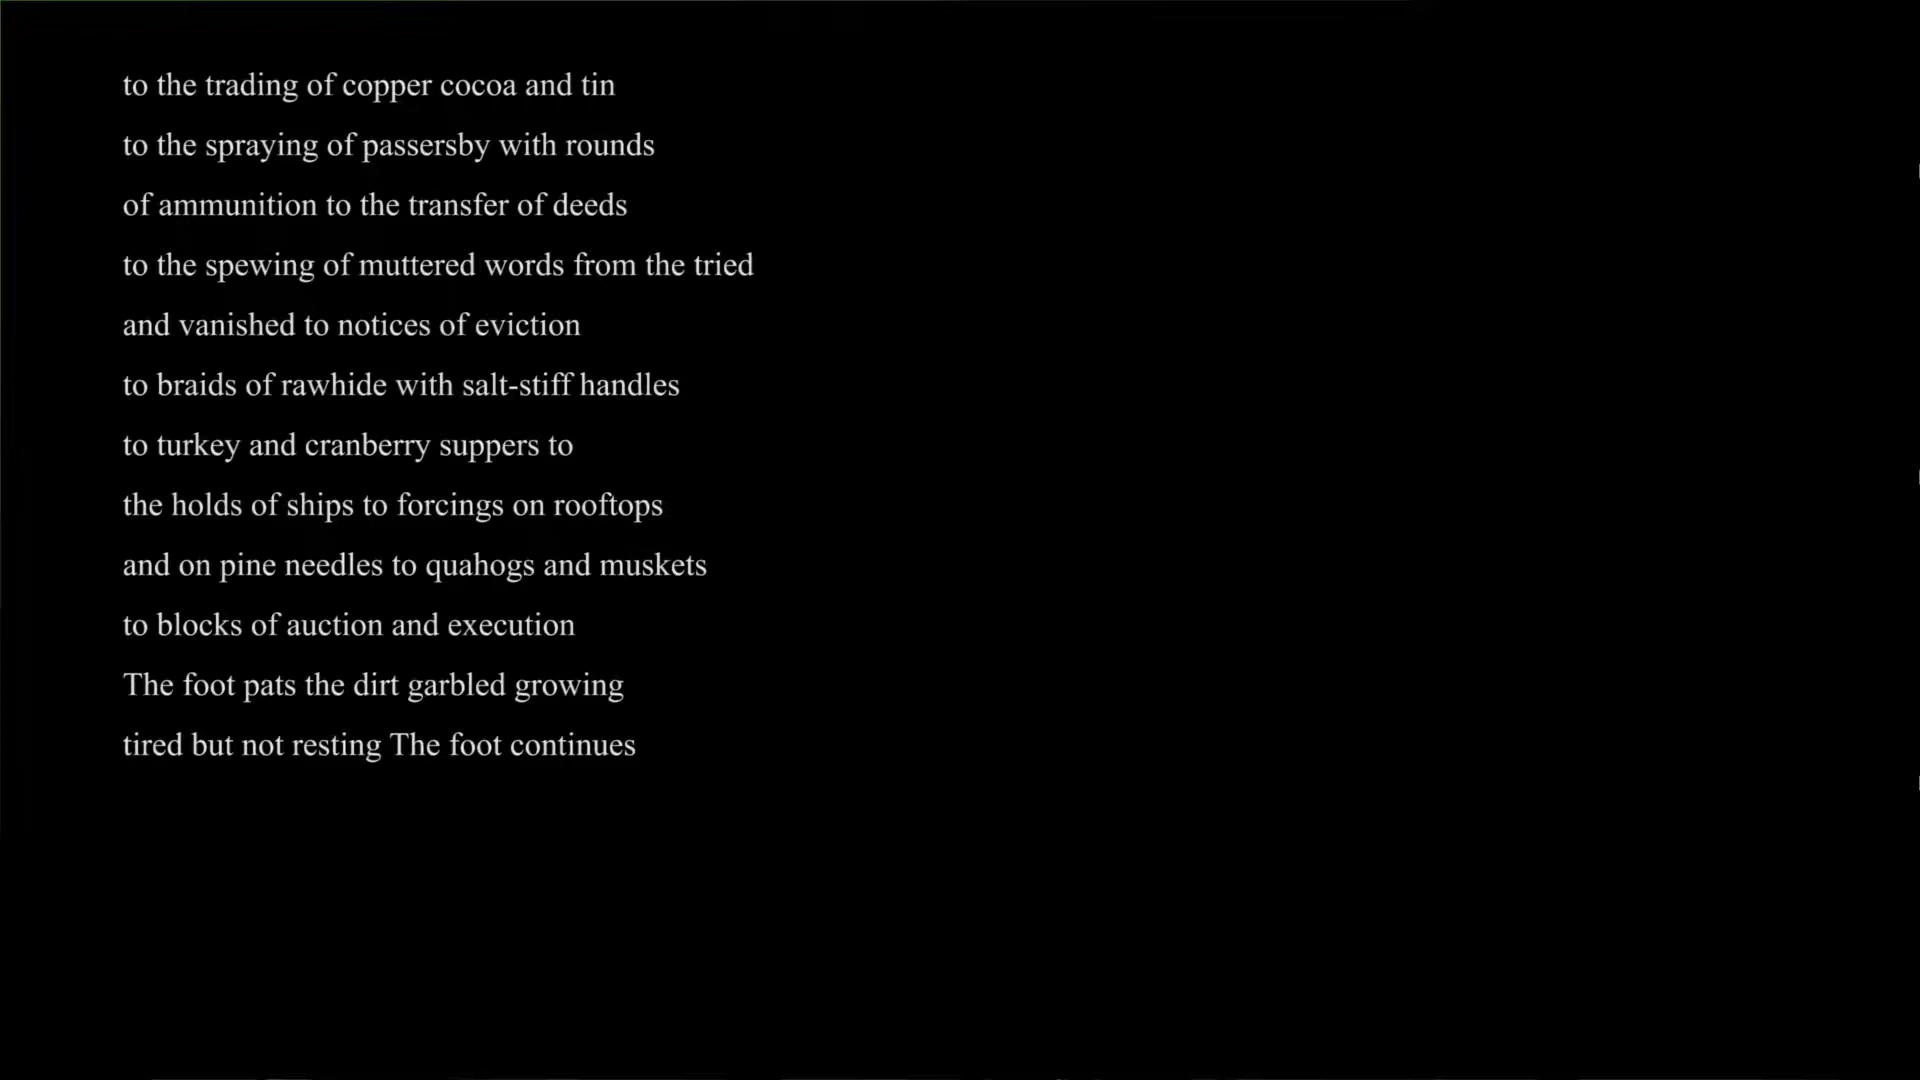 to the trading of copper cocoa and tin
to the spraying of passersby with rounds
of ammunition to the transfer of deeds
to the spewing of muttered words from the tried
and vanished to notices of eviction
to braids of rawhide with salt-stiff handles
to turkey and cranberry suppers to
the holds of ships to forcings on rooftops
and on pine needles to quahogs and muskets
to blocks of auction and execution
The foot pats the dirt garbled growing
tired but not resting The foot continues